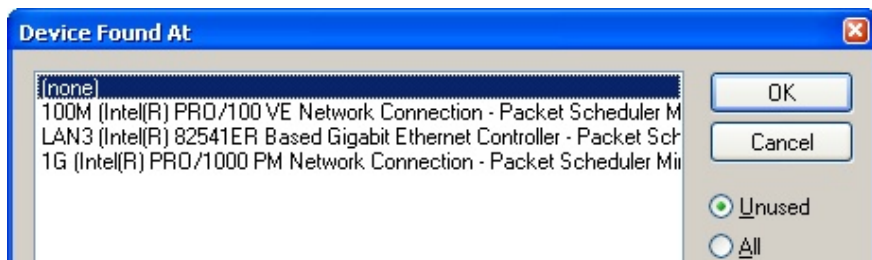 Device Found At
(none)
100M (Intel(R) PRO/100 VE Network Connection - Packet Scheduler M
LAN3 (Intel(R) 82541ER Based Gigabit Ethernet Controller - Packet Sch
1G (Intel(R) PRO/1000 PM Network Connection - Packet Scheduler Min
OK
Cancel
Unused
All